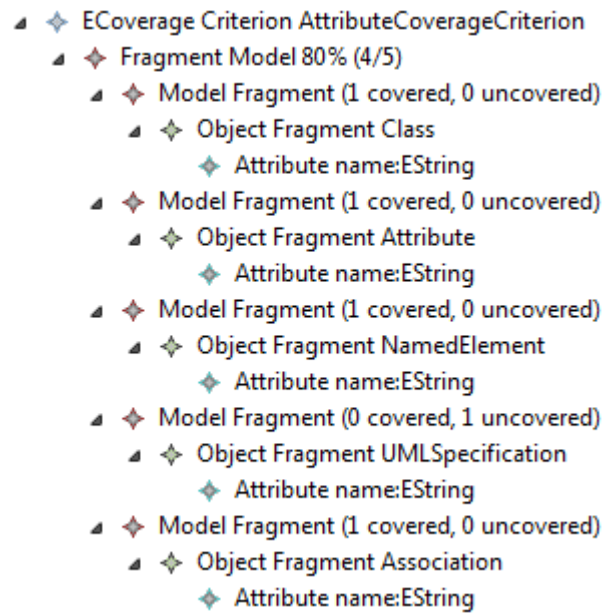 ECoverage Criterion AttributeCoverageCriterion
Fragment Model 80% (4/5)
Model Fragment (1 covered, 0 uncovered)
Object Fragment Class
Attribute name:EString
Model Fragment (1 covered, 0 uncovered)
Object Fragment Attribute
Attribute name:EString
Model Fragment (1 covered, 0 uncovered)
Object Fragment NamedElement
Attribute name:EString
Model Fragment (0 covered, 1 uncovered)
Object Fragment UMLSpecification
Attribute name:EString
Model Fragment (1 covered, 0 uncovered)
Object Fragment Association
Attribute name:EString